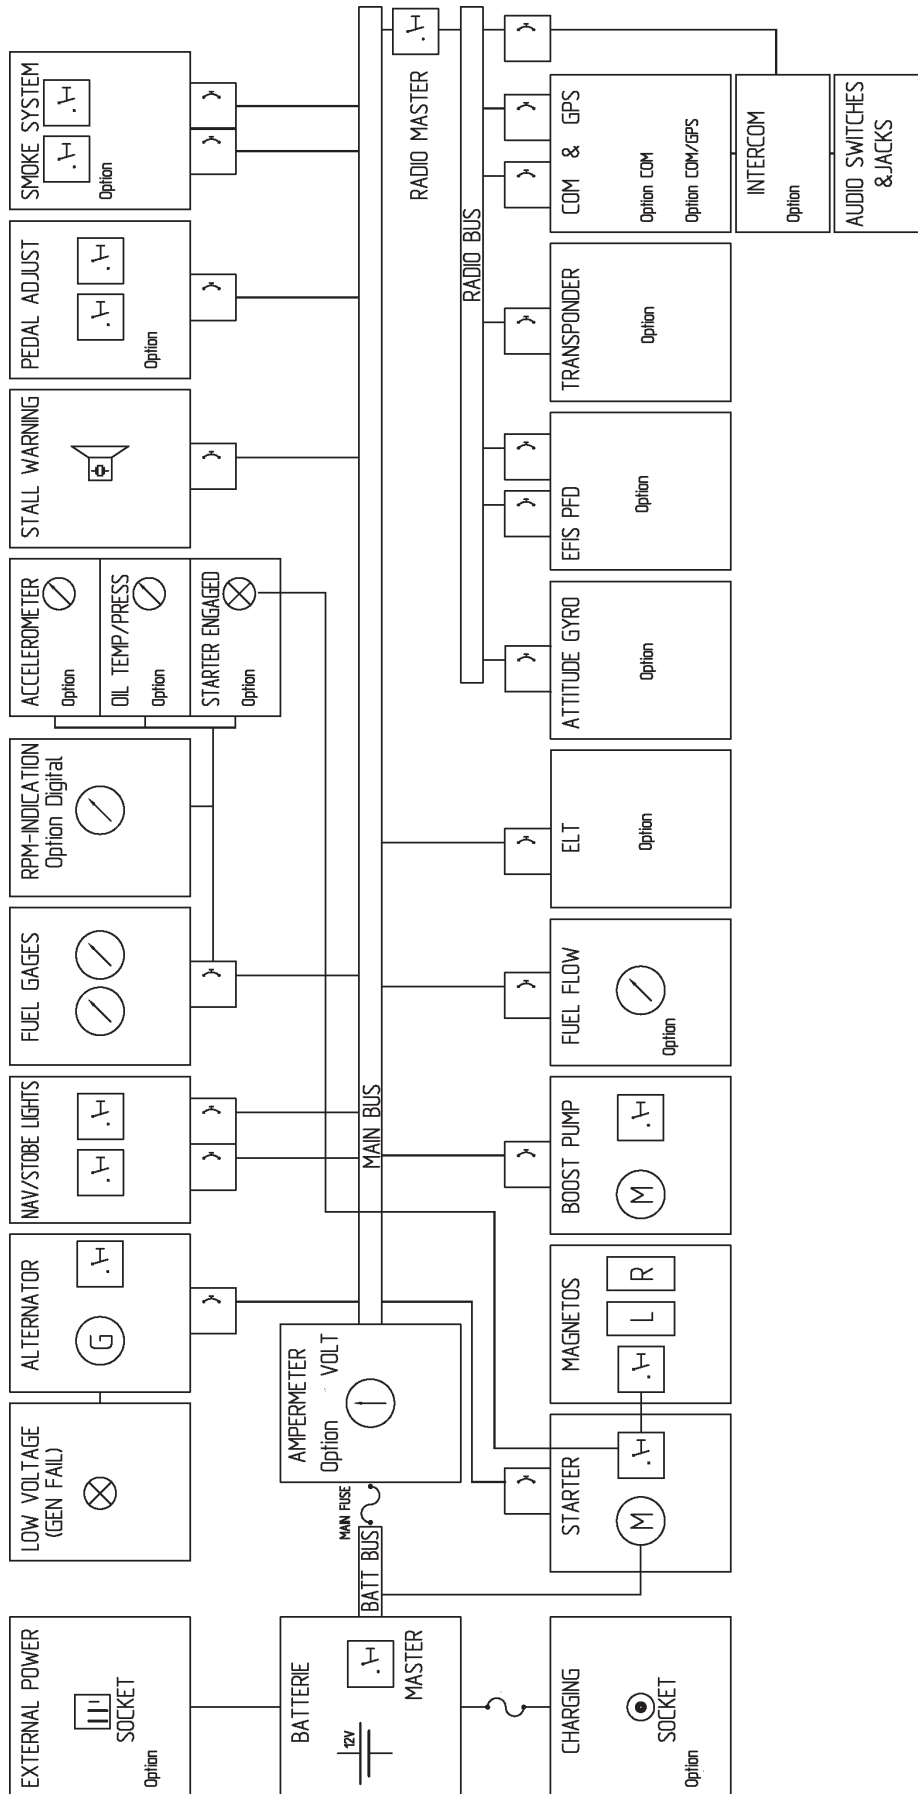 EXTERNAL POWER
SOCKET
Option
LOW VOLTAGE
(GEN FAIL)
ALTERNATOR
G
NAV/STOBE LIGHTS
FUEL GAGES
RPM-INDICATION
Option Digital
ACCELEROMETER
Option
OIL TEMP/PRESS
Option
STARTER ENGAGED
Option
STALL WARNING
PEDAL ADJUST
Option
SMOKE SYSTEM
Option
BATTERIE
12V
MASTER
BATT BUS
MAIN FUSE
AMPERMETER
Option VOLT
MAIN BUS
RADIO MASTER
RADIO BUS
CHARGING
SOCKET
Option
STARTER
M
MAGNETOS
L
R
BOOST PUMP
M
FUEL FLOW
Option
ELT
Option
ATTITUDE GYRO
Option
EFIS PFD
Option
TRANSPONDER
Option
COM & GPS
Option COM
Option COM/GPS
INTERCOM
Option
AUDIO SWITCHES
&JACKS